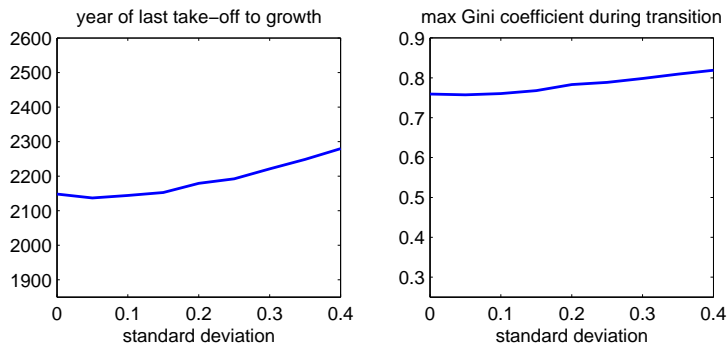 year of last take-off to growth
2600
2500
2400
2300
2200
2100
2000
1900
0 0.1 0.2 0.3 0.4
standard deviation
max Gini coefficient during transition
0.9
0.8
0.7
0.6
0.5
0.4
0.3
0 0.1 0.2 0.3 0.4
standard deviation